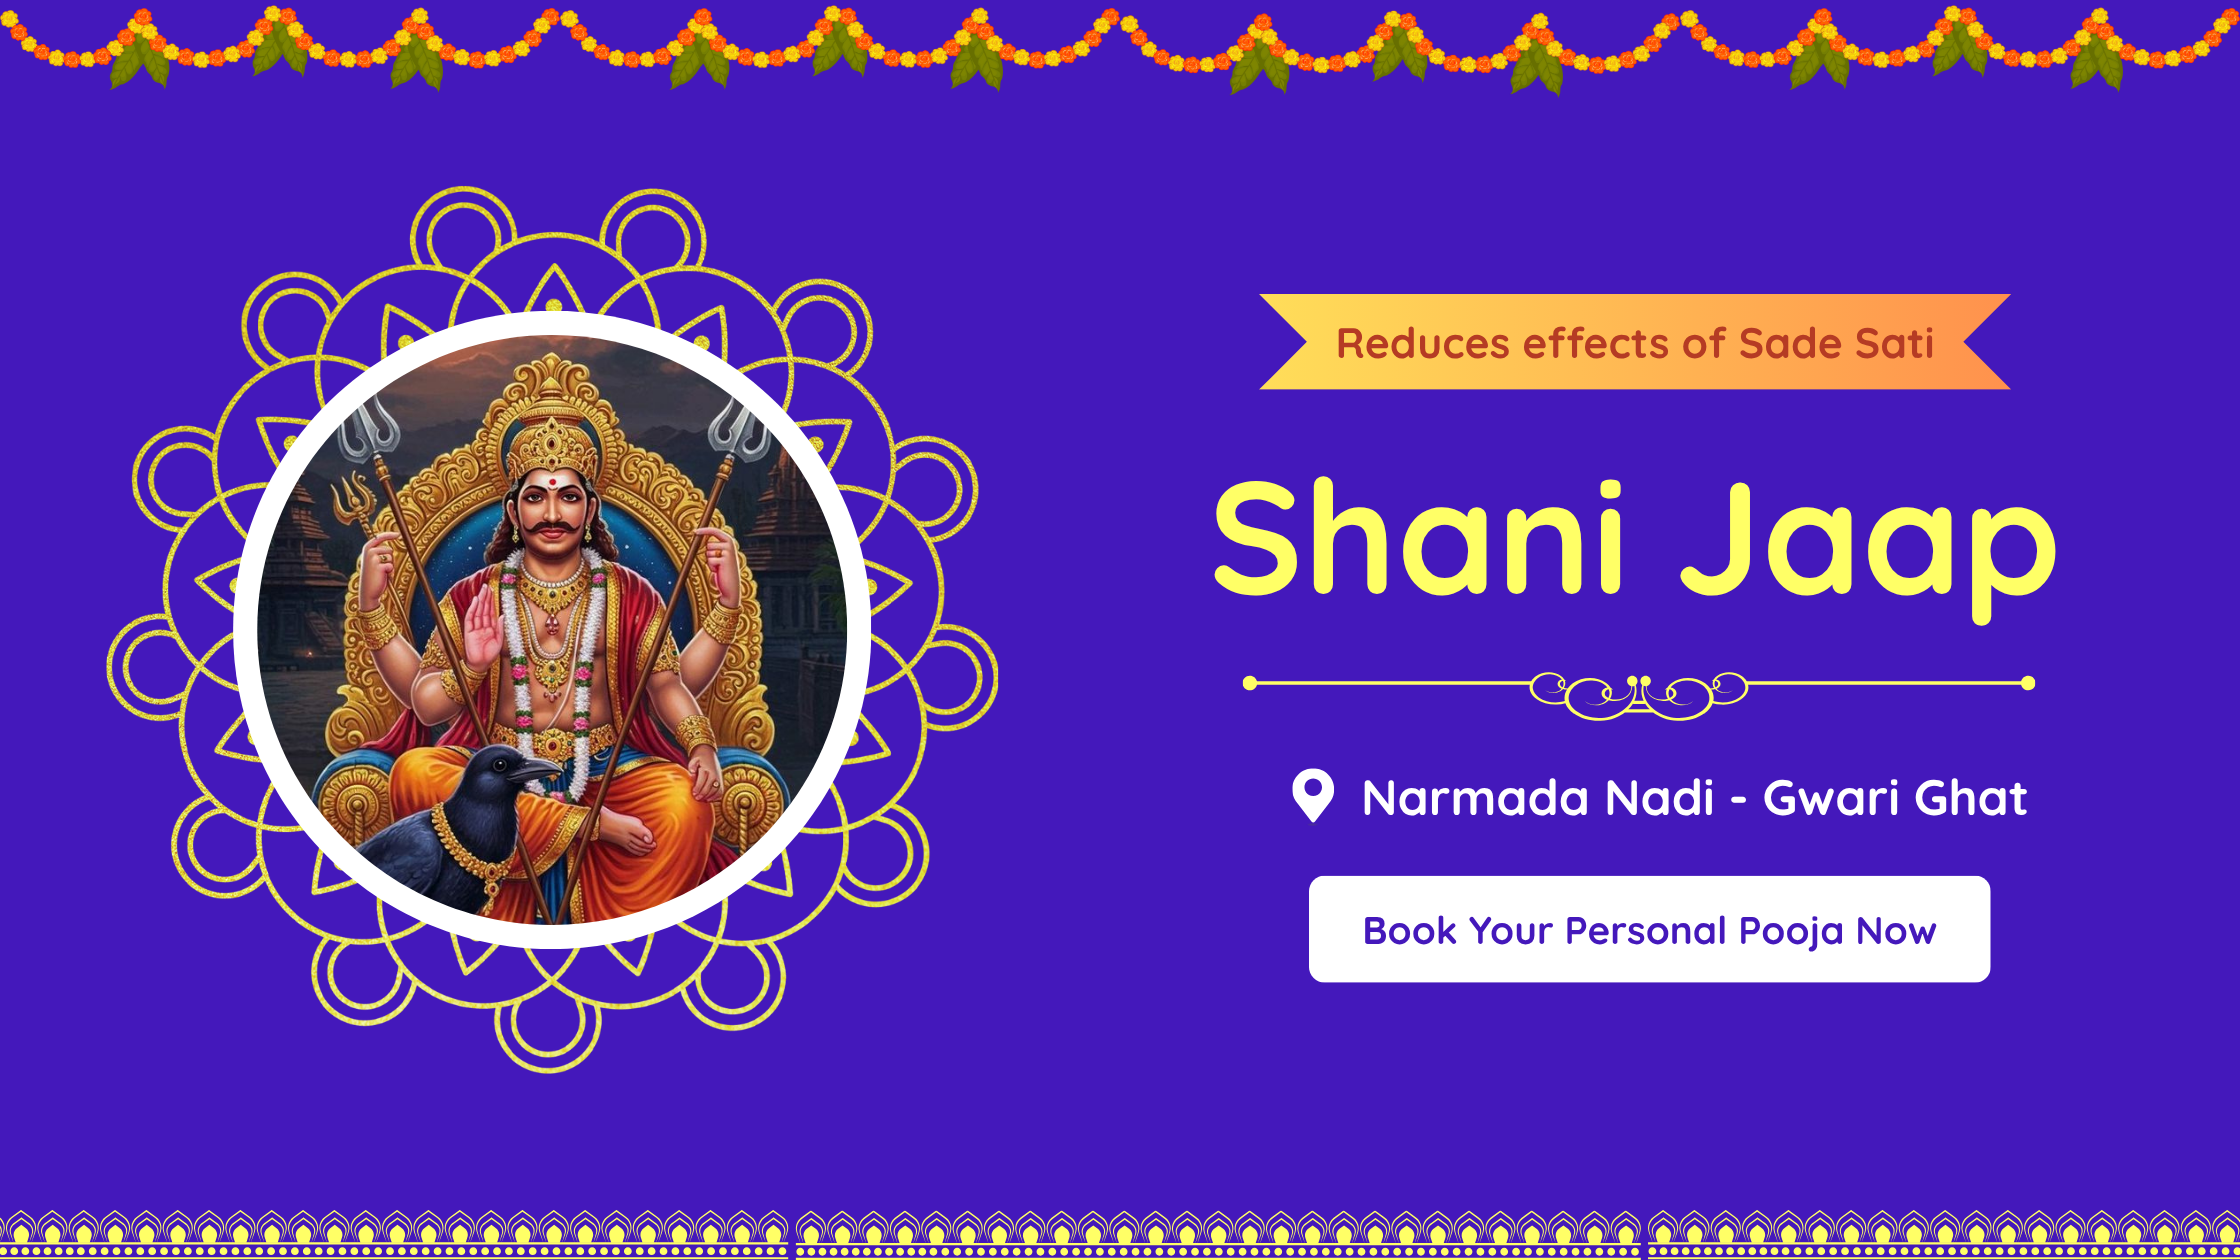 Reduces effects of Sade Sati
Shani Jaap
Narmada Nadi - Gwari Ghat
Book Your Personal Pooja Now